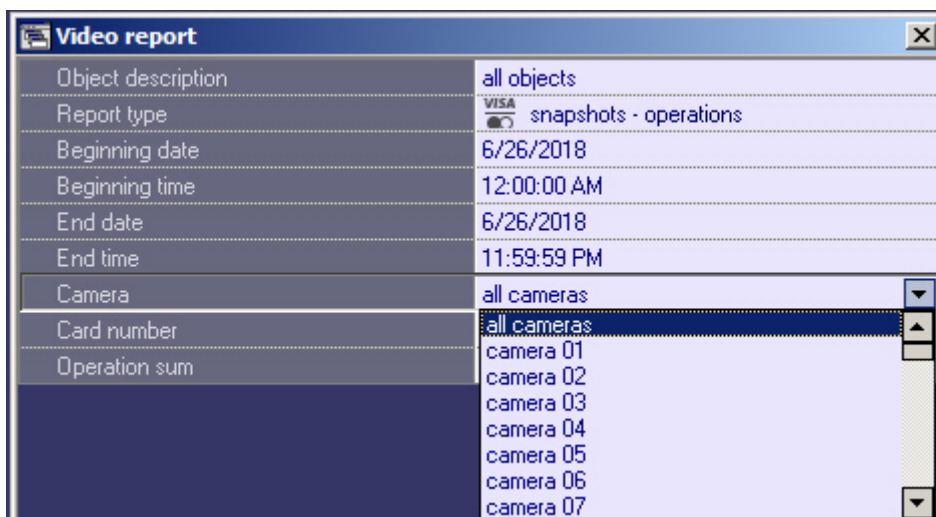 Video report
Object description all objects
Report type VISA snapshots - operations
Beginning date 6/26/2018
Beginning time 12:00:00 AM
End date 6/26/2018
End time 11:59:59 PM
Camera all cameras
Card number all cameras
camera 01
Operation sum camera 02
camera 03
camera 04
camera 05
camera 06
camera 07